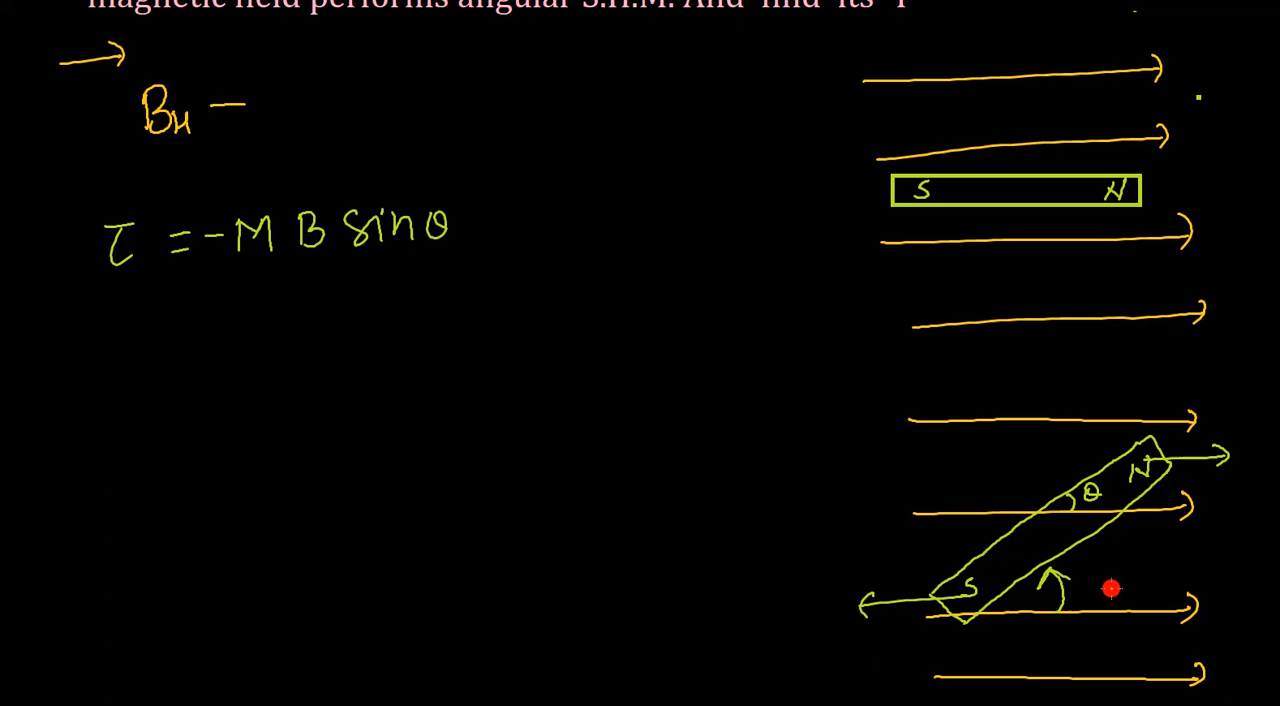 magnetic field performs angular S.H.M. And find its T
B_H —
τ = - M B sinθ
S N
N
θ
S